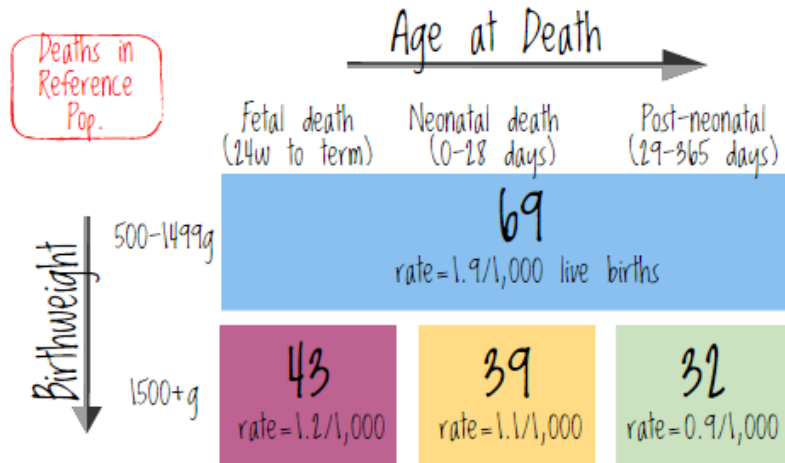 Deaths in
Reference
Pop.
Age at Death
Fetal death
(24w to term)
Neonatal death
(0-28 days)
Post-neonatal
(29-365 days)
Birthweight
500-1499g
69
rate=1.9/1,000 live births
1500+g
43
rate=1.2/1,000
39
rate=1.1/1,000
32
rate=0.9/1,000